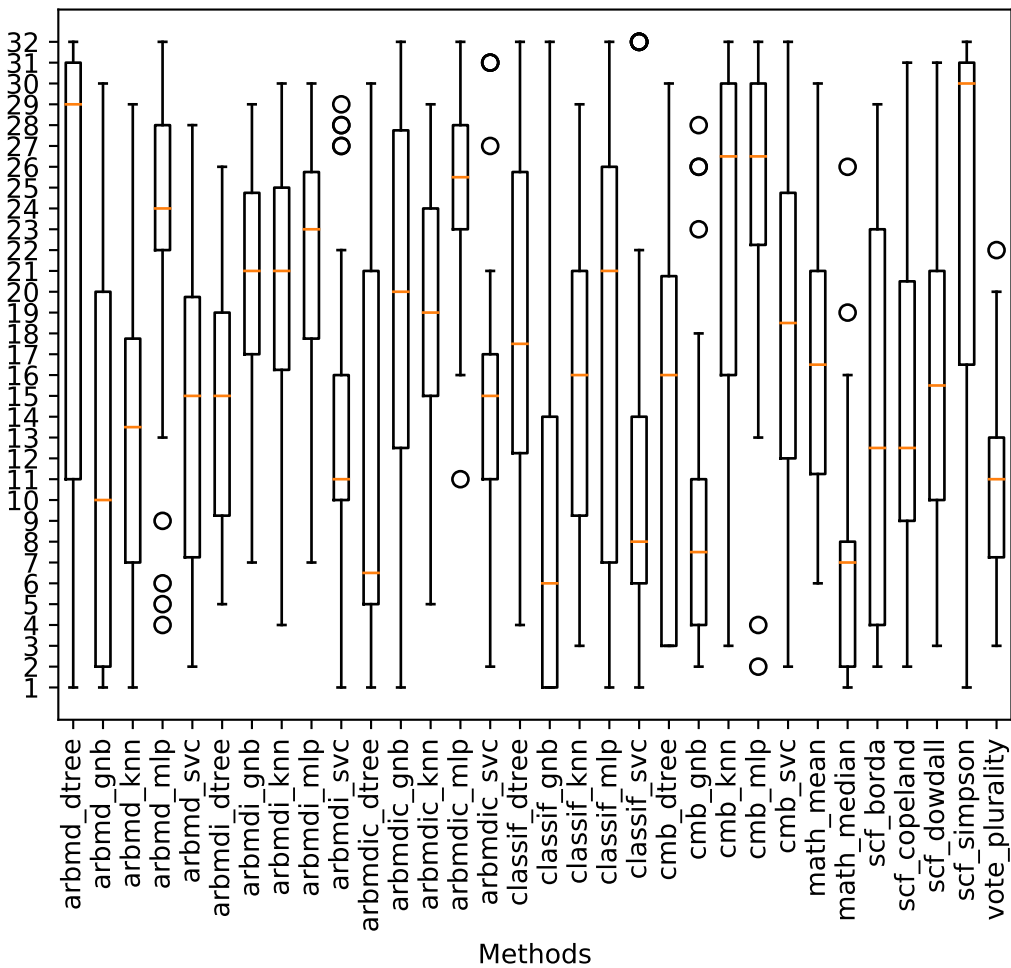 32
31
30
29
28
27
26
25
24
23
22
21
20
19
18
17
16
15
14
13
12
11
10
9
8
7
6
5
4
3
2
1
arbmd_dtree
arbmd_gnb
arbmd_knn
arbmd_mlp
arbmd_svc
arbmdi_dtree
arbmdi_gnb
arbmdi_knn
arbmdi_mlp
arbmdi_svc
arbmdic_dtree
arbmdic_gnb
arbmdic_knn
arbmdic_mlp
arbmdic_svc
classif_dtree
classif_gnb
classif_knn
classif_mlp
classif_svc
cmb_dtree
cmb_gnb
cmb_knn
cmb_mlp
cmb_svc
math_mean
math_median
scf_borda
scf_copeland
scf_dowdall
scf_simpson
vote_plurality
Methods